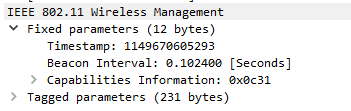 IEEE 802.11 Wireless Management
Fixed parameters (12 bytes)
Timestamp: 1149670605293
Beacon Interval: 0.102400 [Seconds]
Capabilities Information: 0x0c31
Tagged parameters (231 bytes)